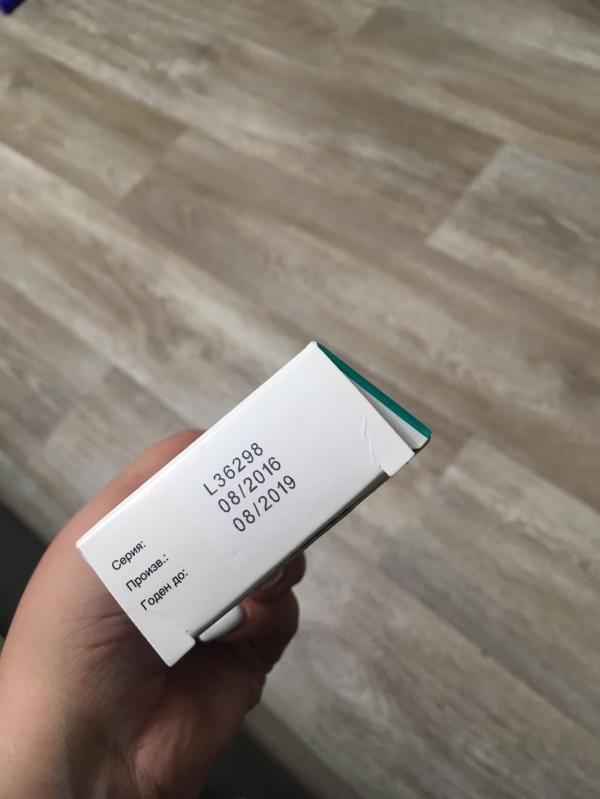 Серия: L36298
Произв.: 08/2016
Годен до: 08/2019